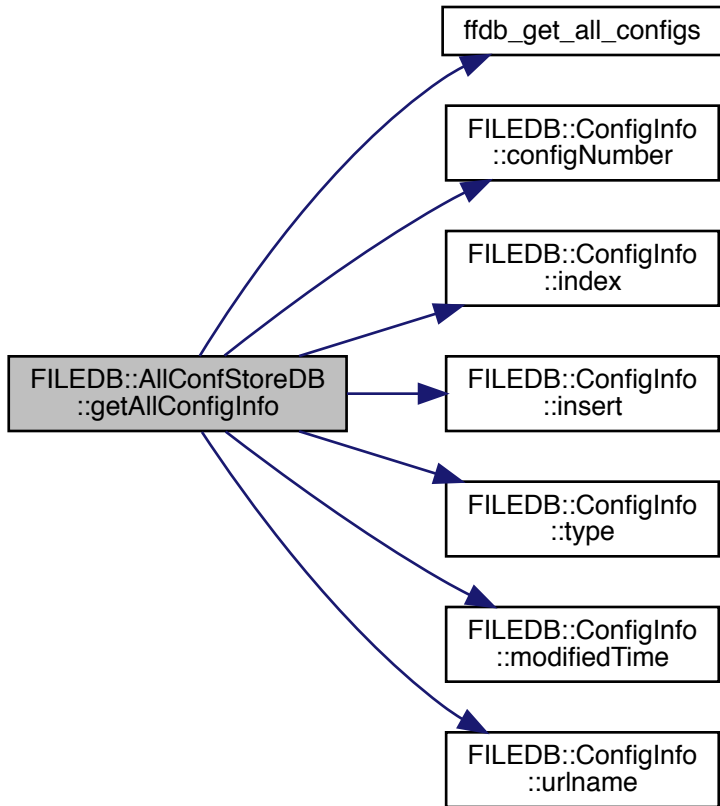 ffdb_get_all_configs
FILEDB::ConfigInfo
::configNumber
FILEDB::ConfigInfo
::index
FILEDB::AllConfStoreDB
::getAllConfigInfo
FILEDB::ConfigInfo
::insert
FILEDB::ConfigInfo
::type
FILEDB::ConfigInfo
::modifiedTime
FILEDB::ConfigInfo
::urlname